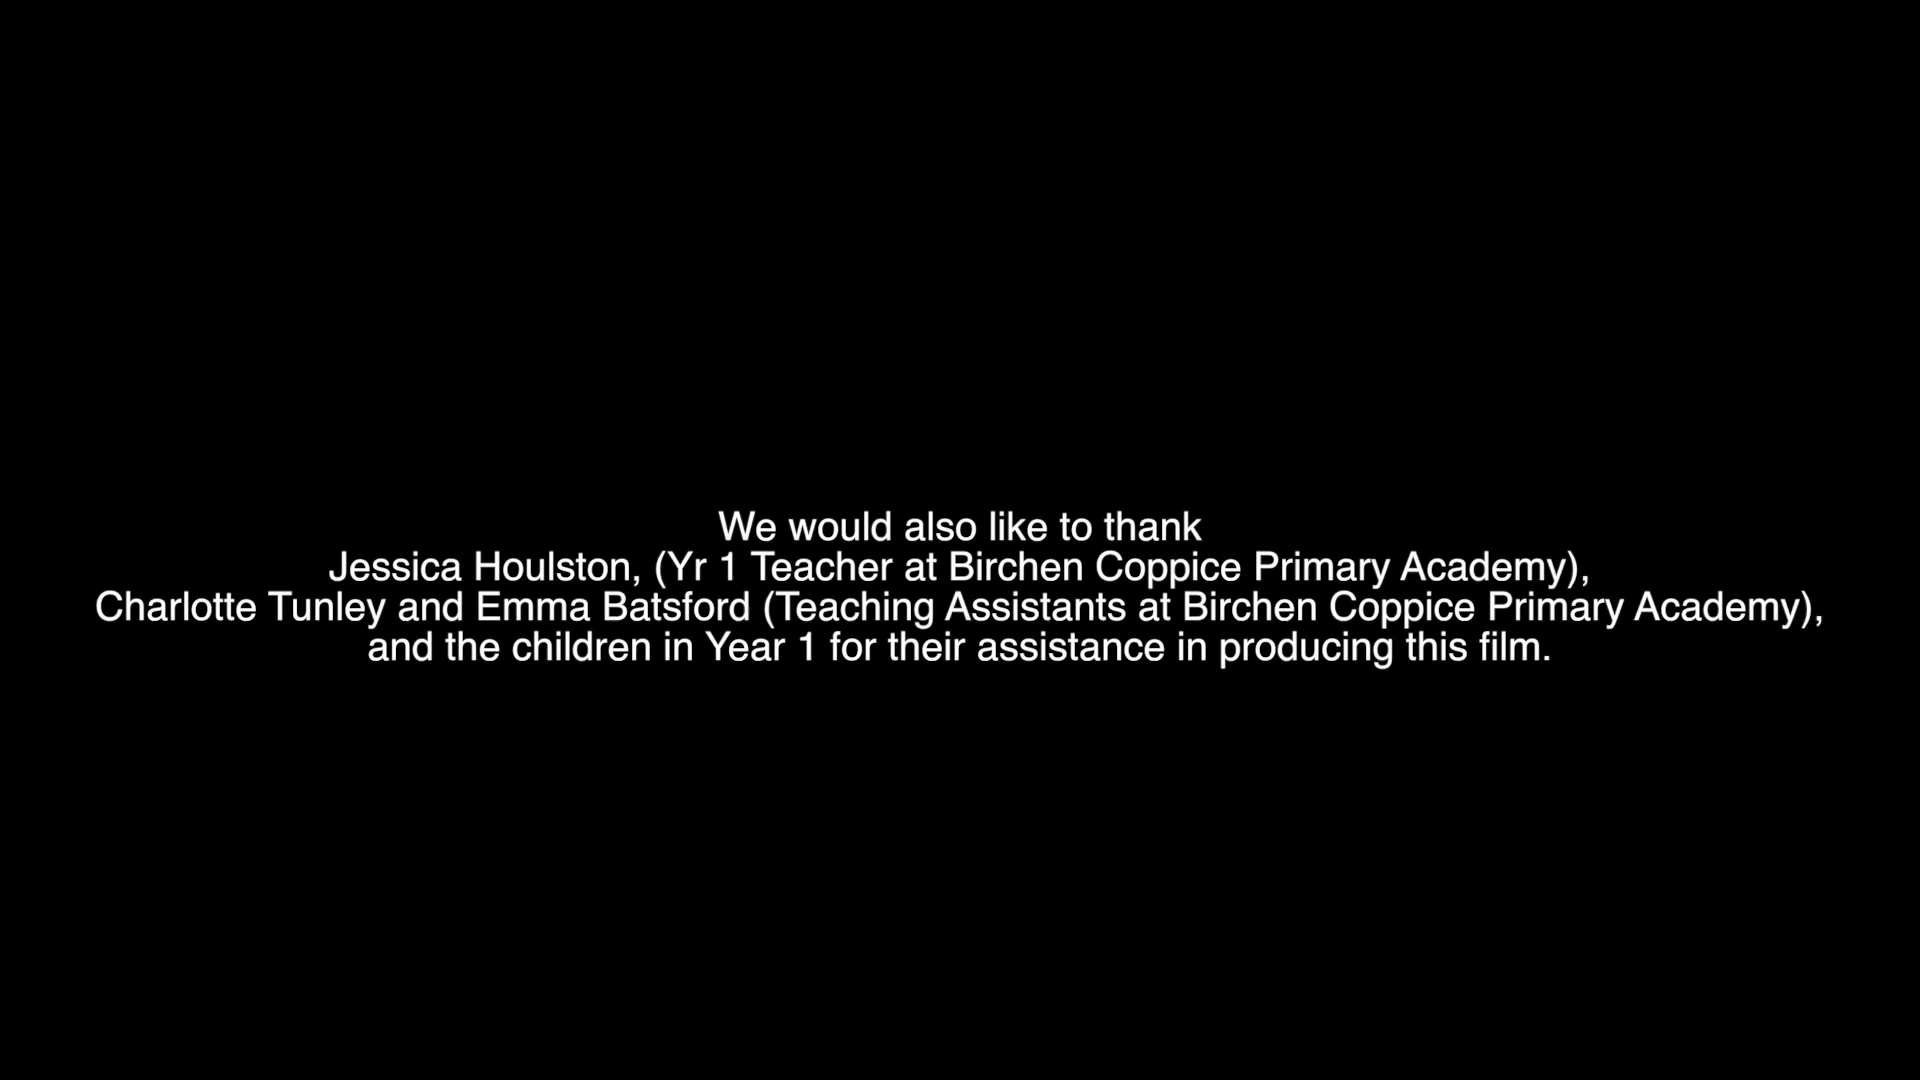 We would also like to thank
Jessica Houlston, (Yr 1 Teacher at Birchen Coppice Primary Academy),
Charlotte Tunley and Emma Batsford (Teaching Assistants at Birchen Coppice Primary Academy),
and the children in Year 1 for their assistance in producing this film.